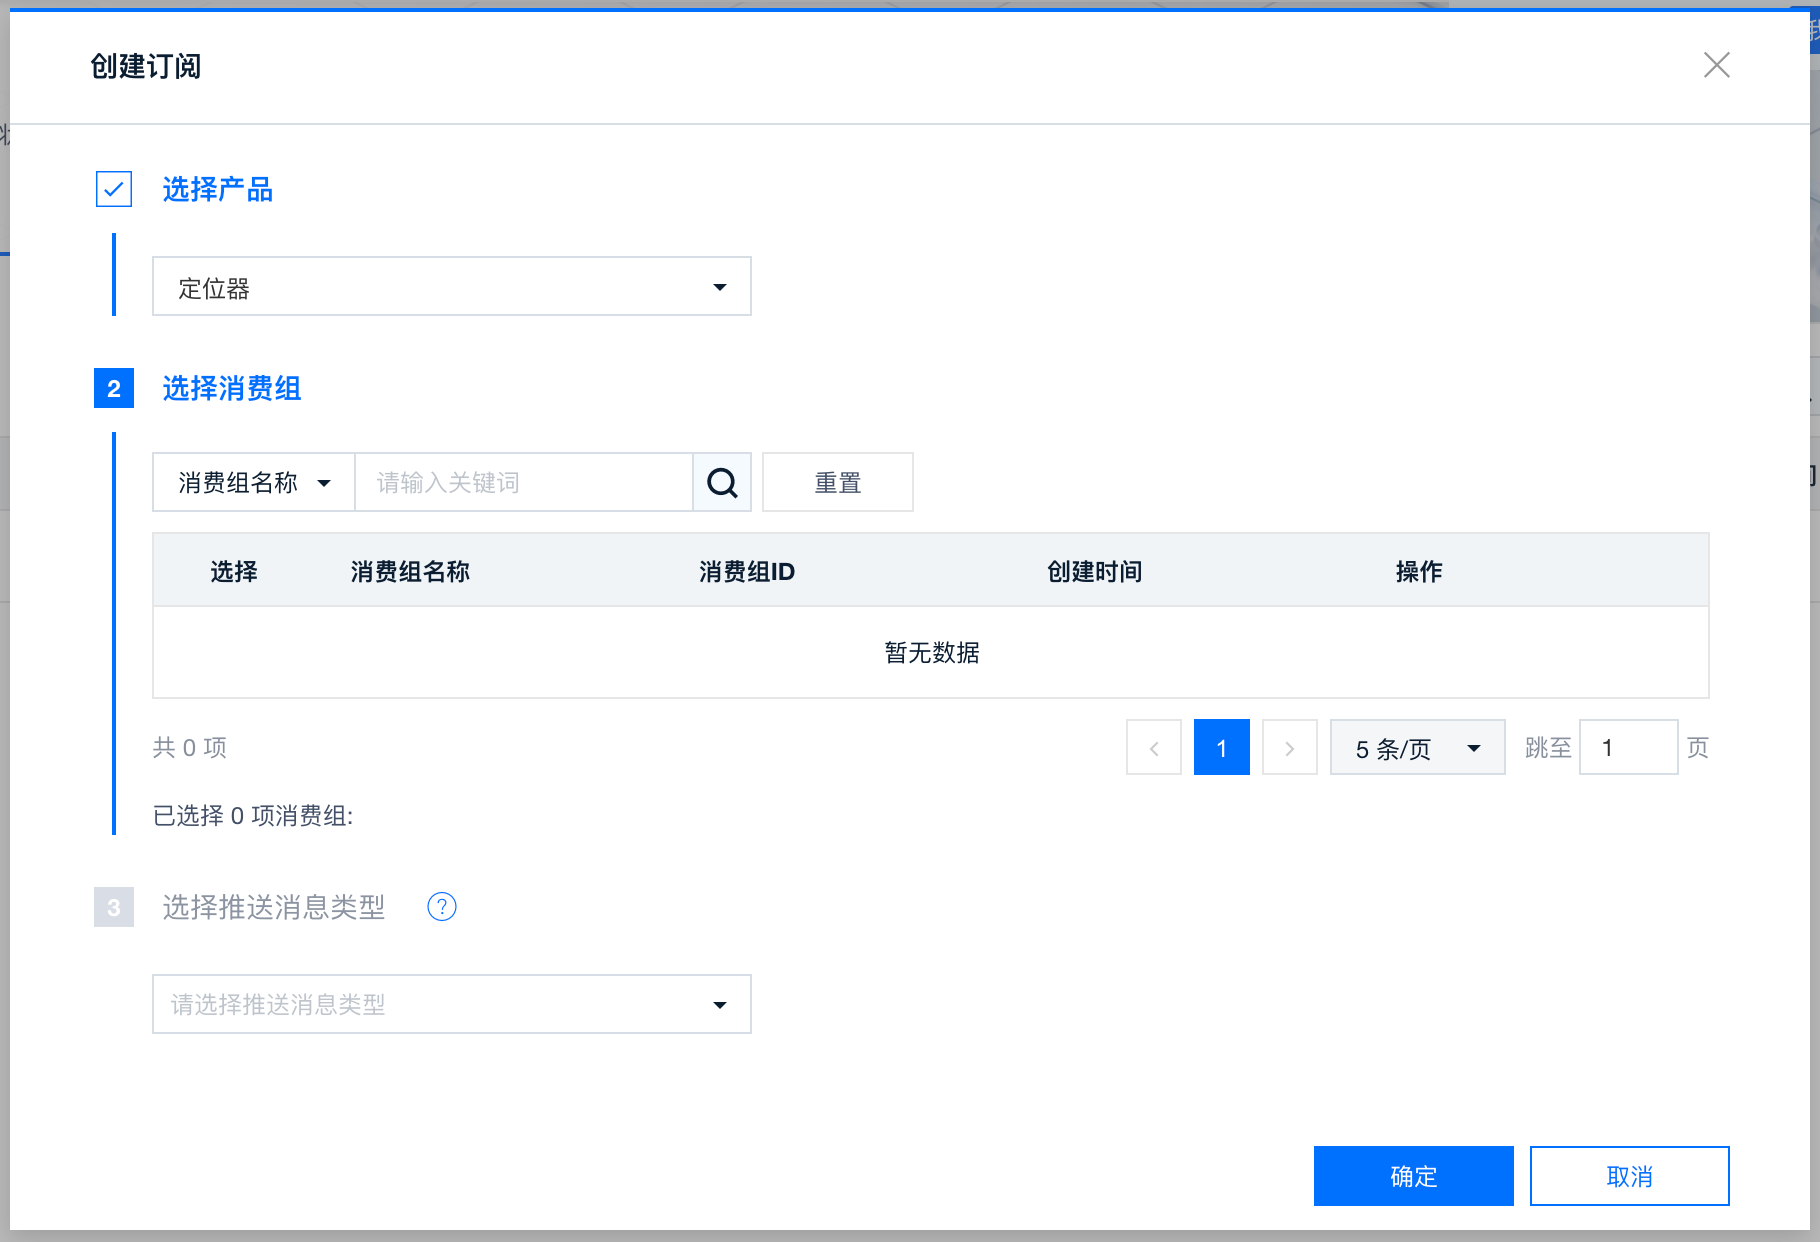 创建订阅
选择产品
定位器
2 选择消费组
消费组名称 请输入关键词 重置
选择 消费组名称 消费组ID 创建时间 操作
暂无数据
共 0 项 1 5 条/页 跳至 1 页
已选择 0 项消费组:
3 选择推送消息类型 ?
请选择推送消息类型
确定 取消